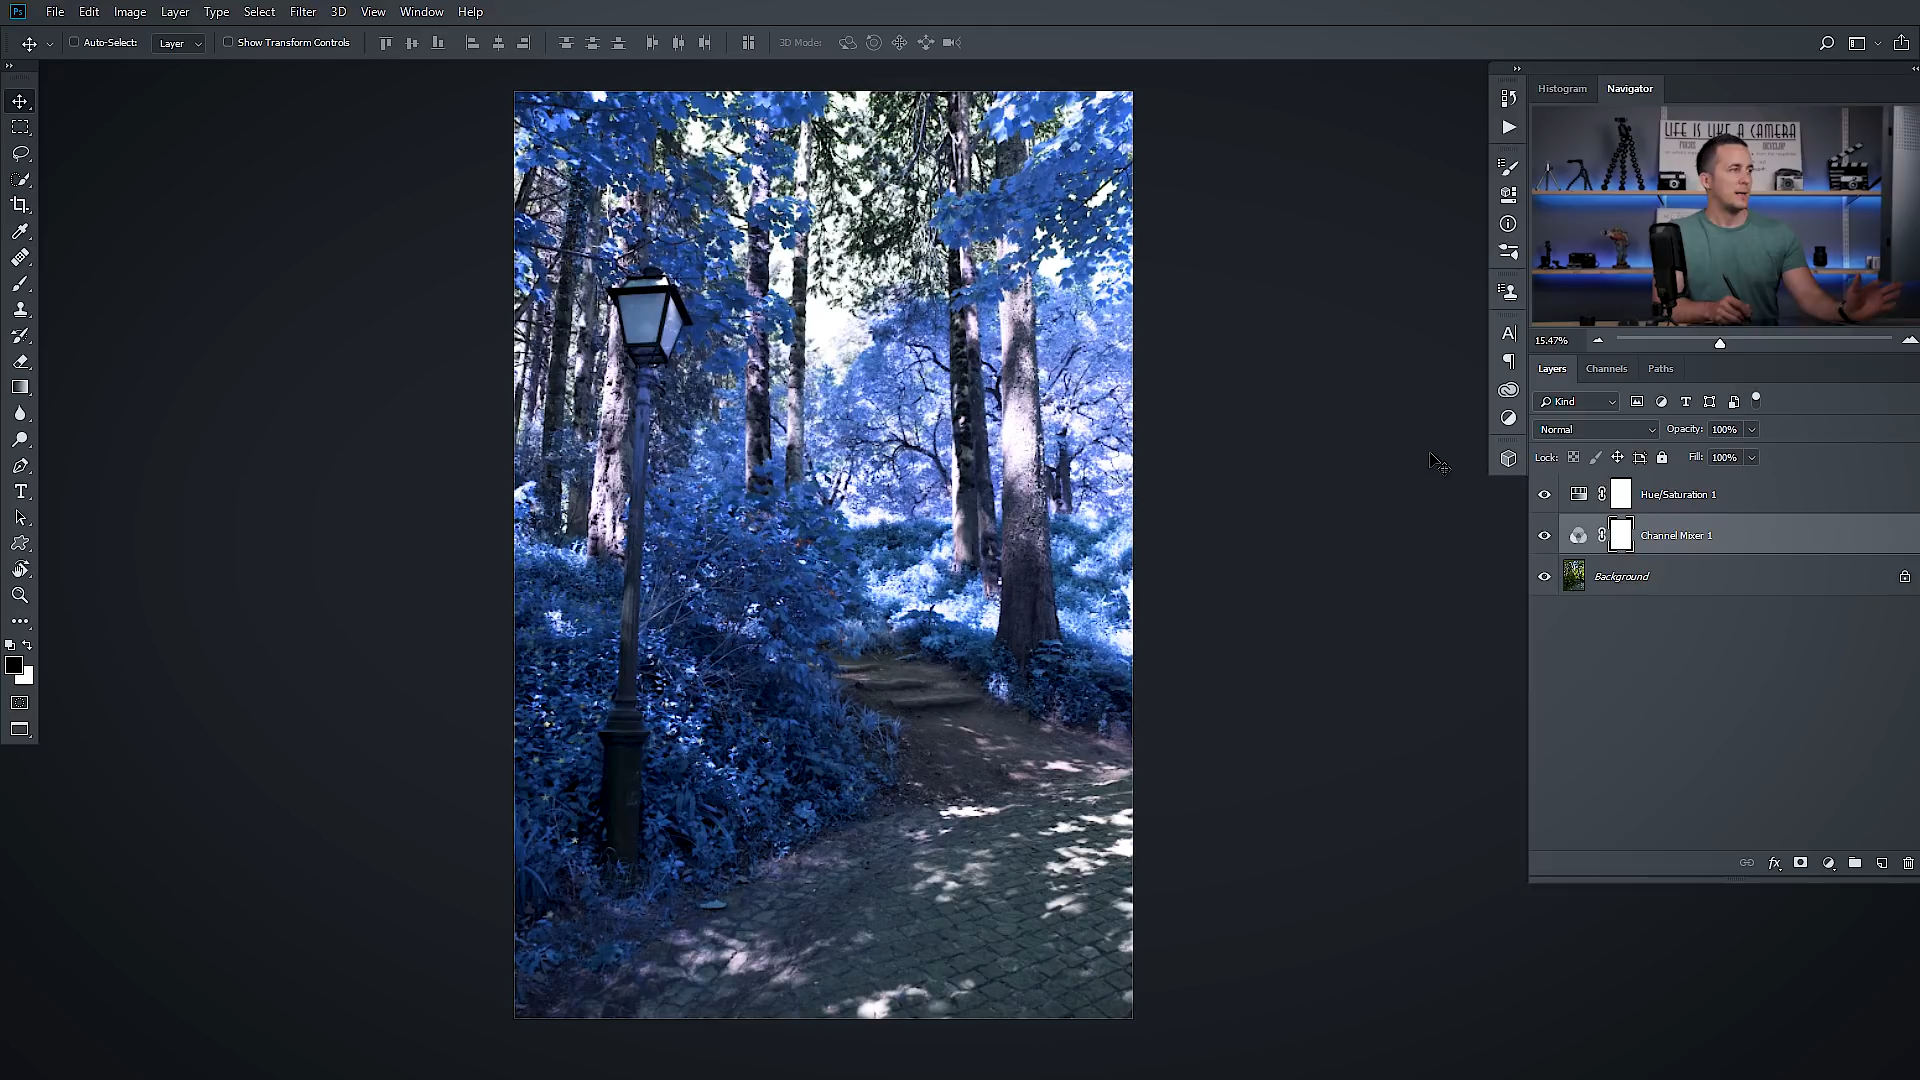 Ps File Edit Image Layer Type Select Filter 3D View Window Help
Auto-Select: Layer Show Transform Controls 3D Mode:
Histogram Navigator
LIFE IS LIKE A CAMERA
FOCUS DEVELOP
15.47%
Layers Channels Paths
Kind
Normal Opacity: 100%
Lock: Fill: 100%
Hue/Saturation 1
Channel Mixer 1
Background